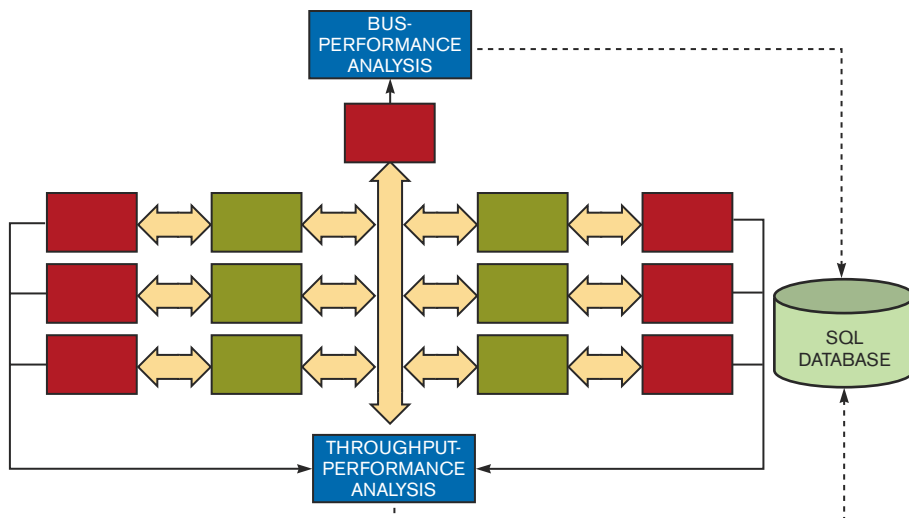 BUS-
PERFORMANCE
ANALYSIS
SQL
DATABASE
THROUGHPUT-
PERFORMANCE
ANALYSIS